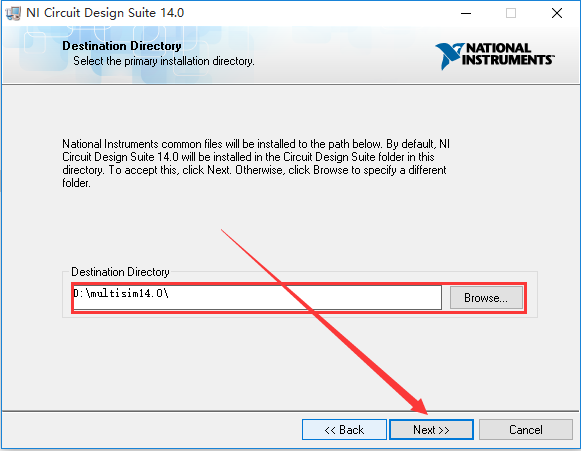 NI Circuit Design Suite 14.0
Destination Directory
Select the primary installation directory.
NATIONAL
INSTRUMENTS™
National Instruments common files will be installed to the path below. By default, NI
Circuit Design Suite 14.0 will be installed in the Circuit Design Suite folder in this
directory. To accept this, click Next. Otherwise, click Browse to specify a different
folder.
Destination Directory
D:\multisim14.0\
Browse...
<< Back
Next >>
Cancel